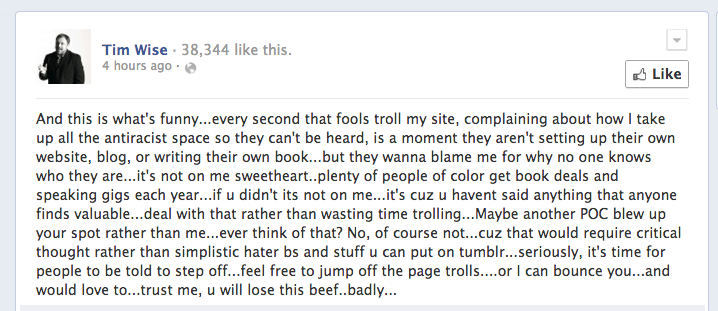 Tim Wise · 38,344 like this.
4 hours ago ·
Like
And this is what's funny...every second that fools troll my site, complaining about how I take
up all the antiracist space so they can't be heard, is a moment they aren't setting up their own
website, blog, or writing their own book...but they wanna blame me for why no one knows
who they are...it's not on me sweetheart..plenty of people of color get book deals and
speaking gigs each year...if u didn't its not on me...it's cuz u havent said anything that anyone
finds valuable...deal with that rather than wasting time trolling...Maybe another POC blew up
your spot rather than me...ever think of that? No, of course not...cuz that would require critical
thought rather than simplistic hater bs and stuff u can put on tumblr...seriously, it's time for
people to be told to step off...feel free to jump off the page trolls....or I can bounce you...and
would love to...trust me, u will lose this beef..badly...